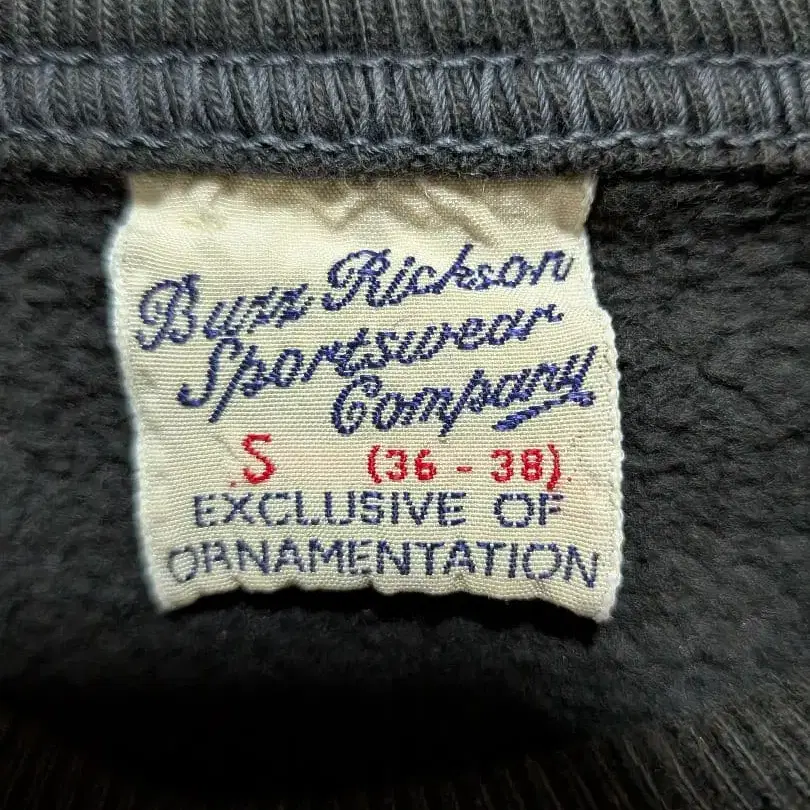 Buzz Rickson
Sportswear
Company
S (36 - 38)
EXCLUSIVE OF
ORNAMENTATION